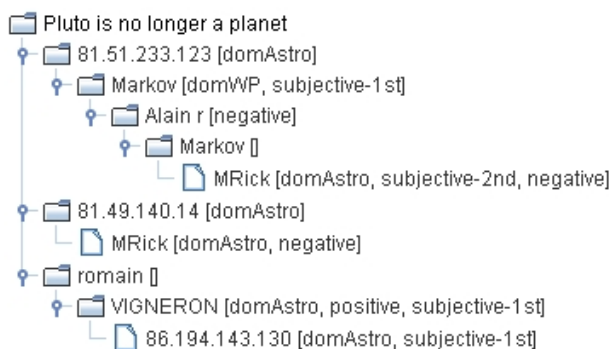 Pluto is no longer a planet
81.51.233.123 [domAstro]
Markov [domWP, subjective-1st]
Alain r [negative]
Markov []
MRick [domAstro, subjective-2nd, negative]
81.49.140.14 [domAstro]
MRick [domAstro, negative]
romain []
VIGNERON [domAstro, positive, subjective-1st]
86.194.143.130 [domAstro, subjective-1st]